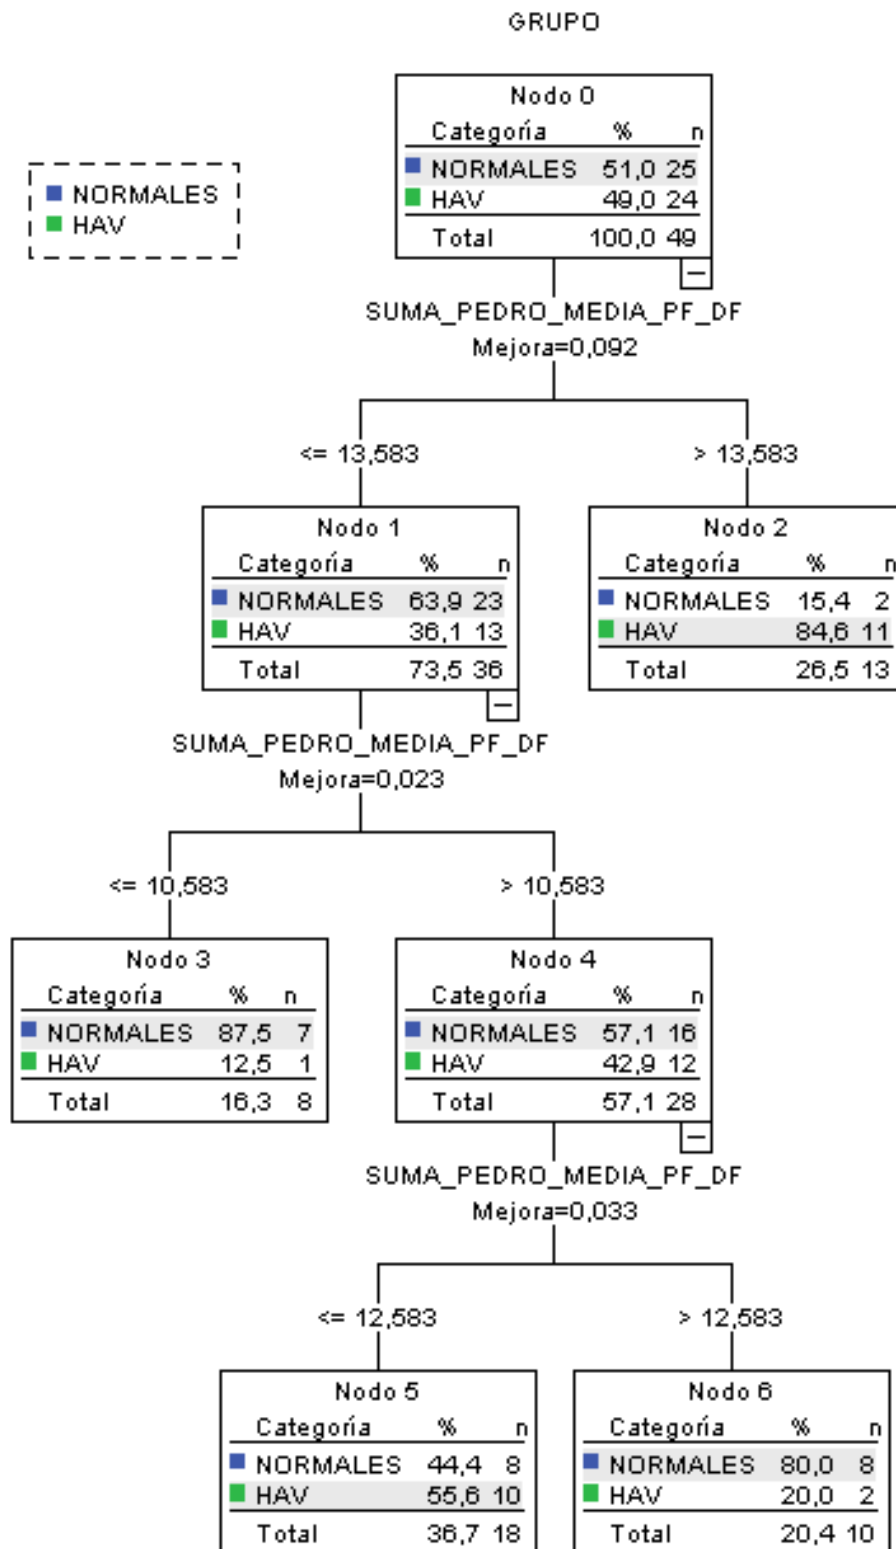 GRUPO
NORMALES
HAV
Nodo 0
Categoría % n
NORMALES 51,0 25
HAV 49,0 24
Total 100,0 49
SUMA_PEDRO_MEDIA_PF_DF
Mejora=0,092
<= 13,583
> 13,583
Nodo 1
Categoría % n
NORMALES 63,9 23
HAV 36,1 13
Total 73,5 36
Nodo 2
Categoría % n
NORMALES 15,4 2
HAV 84,6 11
Total 26,5 13
SUMA_PEDRO_MEDIA_PF_DF
Mejora=0,023
<= 10,583
> 10,583
Nodo 3
Categoría % n
NORMALES 87,5 7
HAV 12,5 1
Total 16,3 8
Nodo 4
Categoría % n
NORMALES 57,1 16
HAV 42,9 12
Total 57,1 28
SUMA_PEDRO_MEDIA_PF_DF
Mejora=0,033
<= 12,583
> 12,583
Nodo 5
Categoría % n
NORMALES 44,4 8
HAV 55,6 10
Total 36,7 18
Nodo 6
Categoría % n
NORMALES 80,0 8
HAV 20,0 2
Total 20,4 10